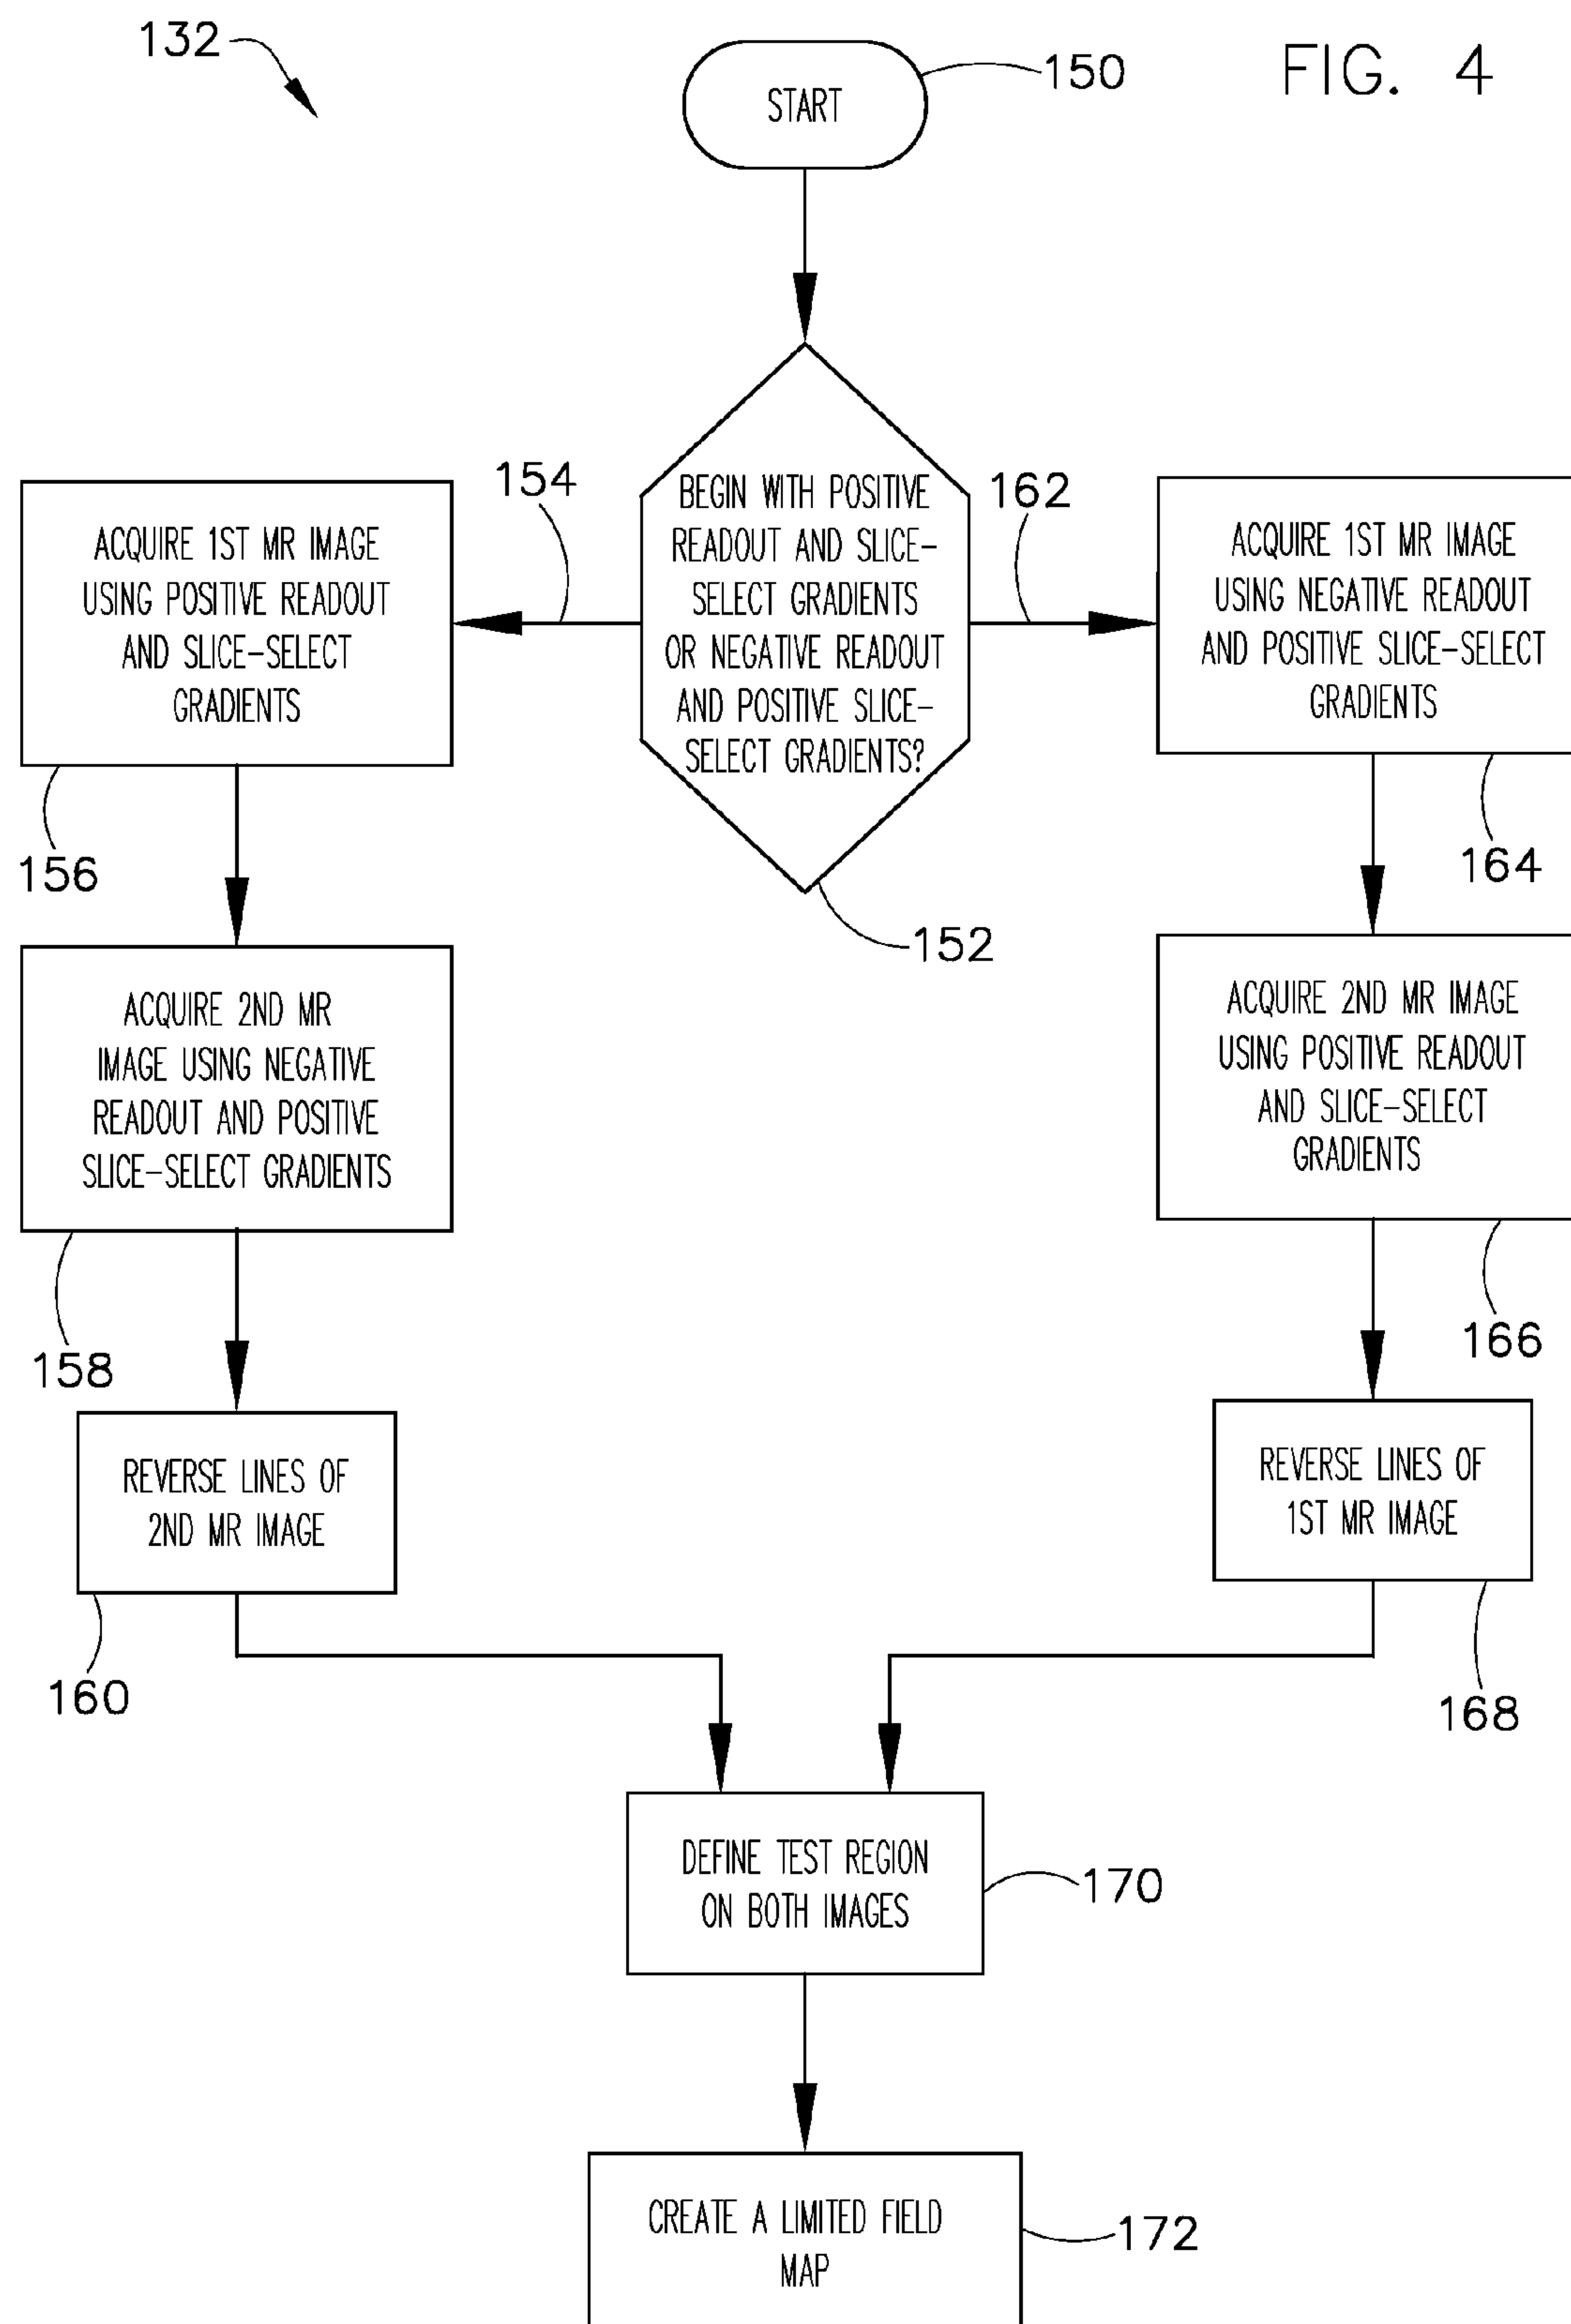 132
START
150
FIG. 4
BEGIN WITH POSITIVE
READOUT AND SLICE-
SELECT GRADIENTS
OR NEGATIVE READOUT
AND POSITIVE SLICE-
SELECT GRADIENTS?
152
154
162
ACQUIRE 1ST MR IMAGE
USING POSITIVE READOUT
AND SLICE-SELECT
GRADIENTS
156
ACQUIRE 1ST MR IMAGE
USING NEGATIVE READOUT
AND POSITIVE SLICE-SELECT
GRADIENTS
164
ACQUIRE 2ND MR
IMAGE USING NEGATIVE
READOUT AND POSITIVE
SLICE-SELECT GRADIENTS
158
ACQUIRE 2ND MR IMAGE
USING POSITIVE READOUT
AND SLICE-SELECT
GRADIENTS
166
REVERSE LINES OF
2ND MR IMAGE
160
REVERSE LINES OF
1ST MR IMAGE
168
DEFINE TEST REGION
ON BOTH IMAGES
170
CREATE A LIMITED FIELD
MAP
172